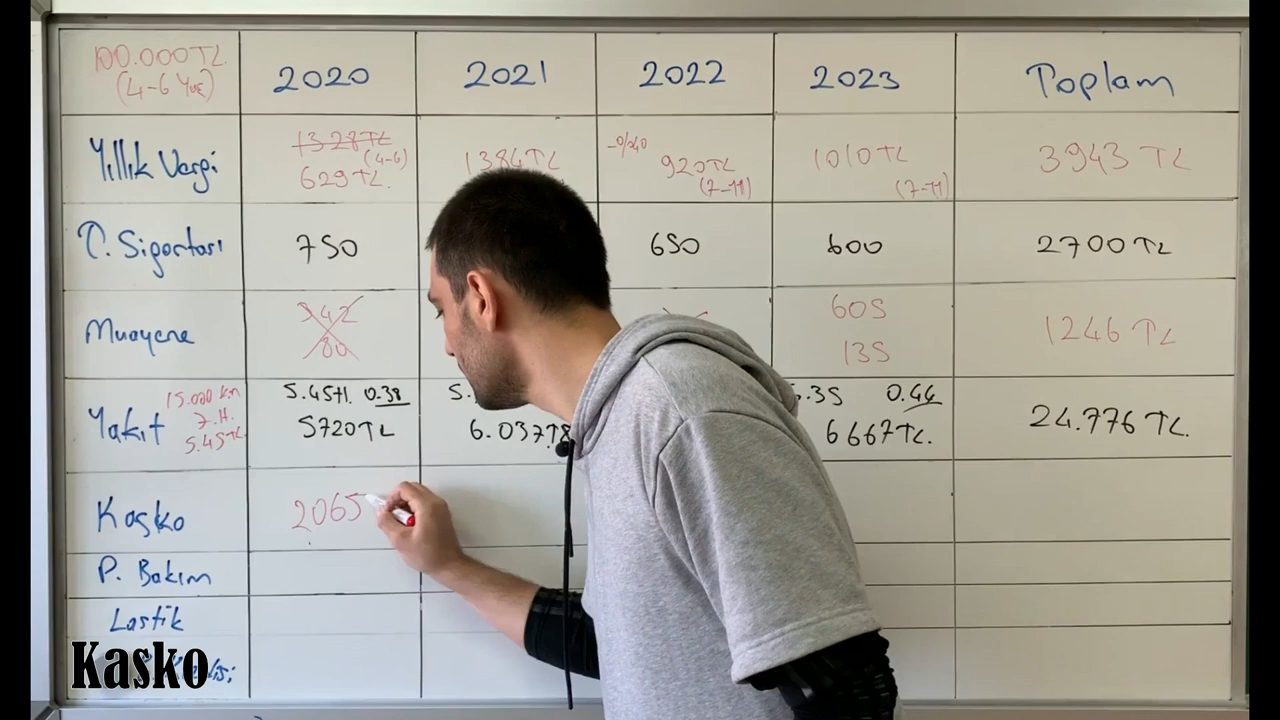 100.000TL.
(4-6 Yaş)
2020
2021
2022
2023
Toplam
Yıllık Vergi
1328TL
(4-6)
629TL.
1384TL
-%40
920TL
(7-11)
1010TL
(7-11)
3943 TL
T. Sigortası
750
650
600
2700TL
Muayene
342
80
605
135
1246 TL
Yakıt
15.000 km
7.H.
5.45TL
5.45Tl. 0.38
5720TL
5.
6.037TL
.35 0.44
6667TL.
24.776 TL.
Kasko
2065
P. Bakım
Lastik
Kasko